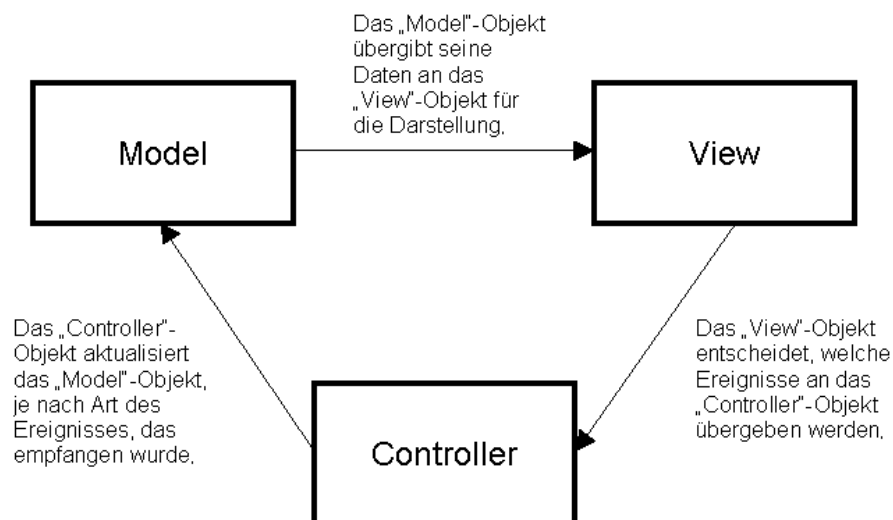 Das „Model"-Objekt
übergibt seine
Daten an das
„View"-Objekt für
die Darstellung.
Model
View
Das „Controller"-
Objekt aktualisiert
das „Model"-Objekt,
je nach Art des
Ereignisses, das
empfangen wurde.
Das „View"-Objekt
entscheidet, welche
Ereignisse an das
„Controller"-Objekt
übergeben werden.
Controller